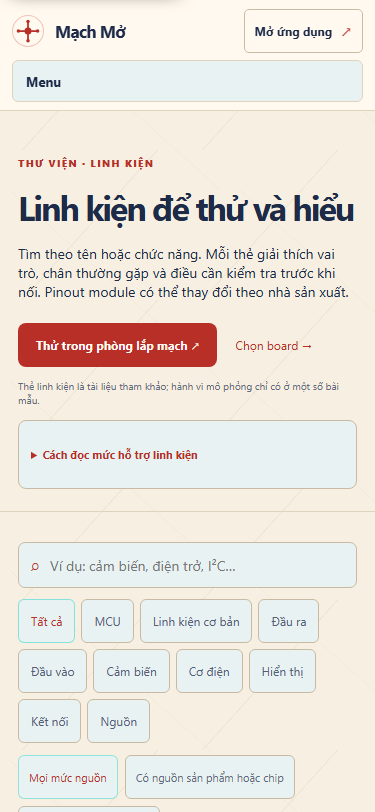 Mạch Mở
Mở ứng dụng ↗
Menu
THƯ VIỆN · LINH KIỆN
Linh kiện để thử và hiểu
Tìm theo tên hoặc chức năng. Mỗi thẻ giải thích vai
trò, chân thường gặp và điều cần kiểm tra trước khi
nối. Pinout module có thể thay đổi theo nhà sản xuất.
Thử trong phòng lắp mạch ↗
Chọn board →
Thẻ linh kiện là tài liệu tham khảo; hành vi mô phỏng chỉ có ở một số bài
mẫu.
▶ Cách đọc mức hỗ trợ linh kiện
⌕ Ví dụ: cảm biến, điện trở, I²C...
Tất cả
MCU
Linh kiện cơ bản
Đầu ra
Đầu vào
Cảm biến
Cơ điện
Hiển thị
Kết nối
Nguồn
Mọi mức nguồn
Có nguồn sản phẩm hoặc chip